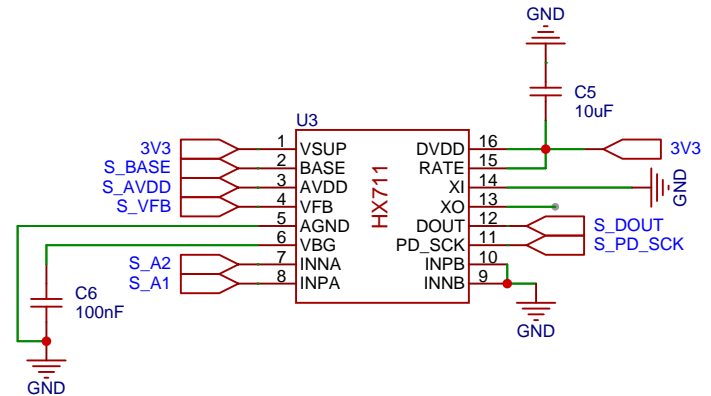 GND
C5
10uF
U3
3V3 1 VSUP DVDD 16 3V3
S_BASE 2 BASE RATE 15
S_AVDD 3 AVDD XI 14 GND
S_VFB 4 VFB XO 13
5 AGND DOUT 12 S_DOUT
6 VBG PD_SCK 11 S_PD_SCK
S_A2 7 INNA INPB 10
S_A1 8 INPA INNB 9
HX711
C6
100nF
GND
GND